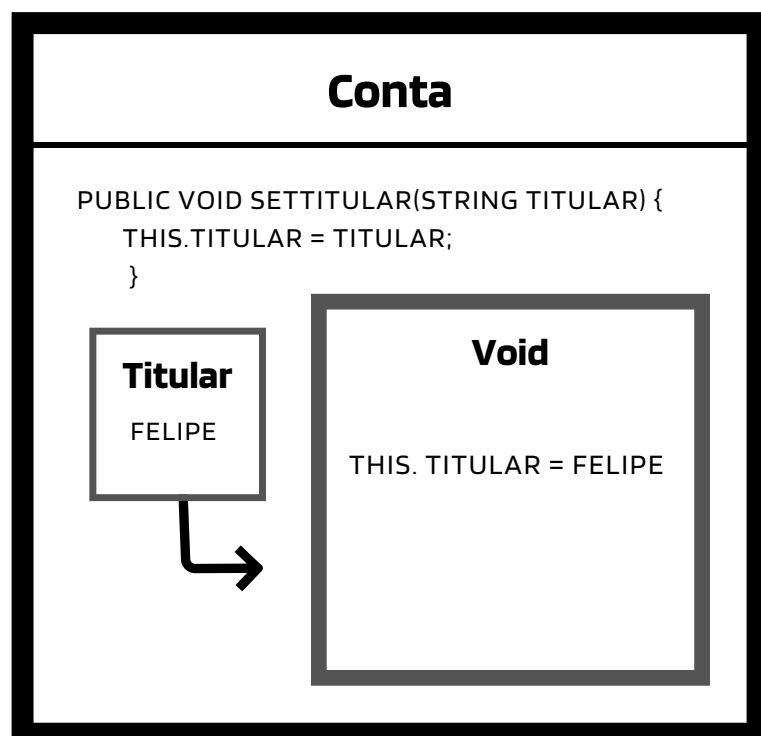 Conta
PUBLIC VOID SETTITULAR(STRING TITULAR) {
THIS.TITULAR = TITULAR;
}
Titular
FELIPE
Void
THIS. TITULAR = FELIPE